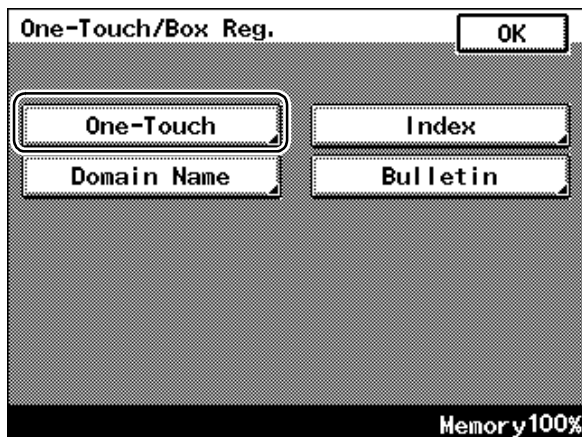 One-Touch/Box Reg. OK
One-Touch Index
Domain Name Bulletin
Memory100%